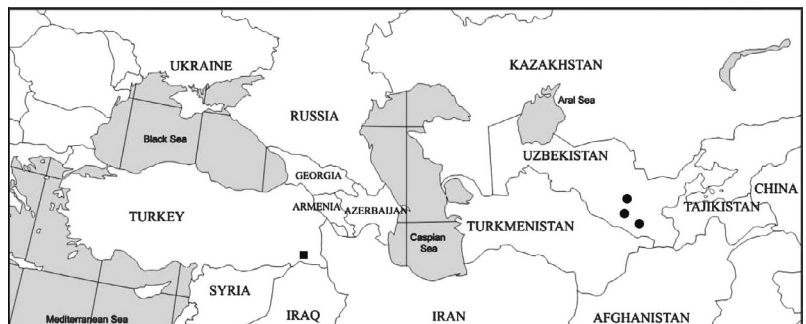 UKRAINE
KAZAKHSTAN
Aral Sea
RUSSIA
Black Sea
UZBEKISTAN
GEORGIA
CHINA
ARMENIA
AZERBAIJAN
TAJIKISTAN
TURKEY
TURKMENISTAN
Caspian
Sea
SYRIA
Mediterranean Sea
IRAQ
IRAN
AFGHANISTAN